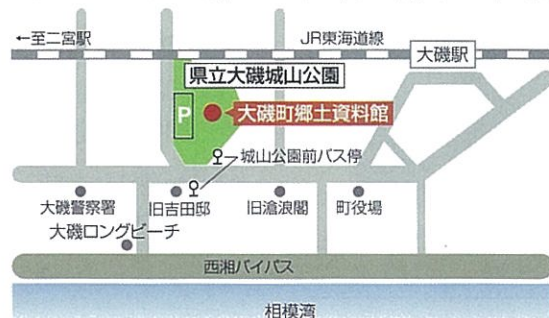 ←至二宮駅
JR東海道線
大磯駅
県立大磯城山公園
P
大磯町郷土資料館
城山公園前バス停
大磯警察署
旧吉田邸
旧滄浪閣
町役場
大磯ロングビーチ
西湘バイパス
相模湾